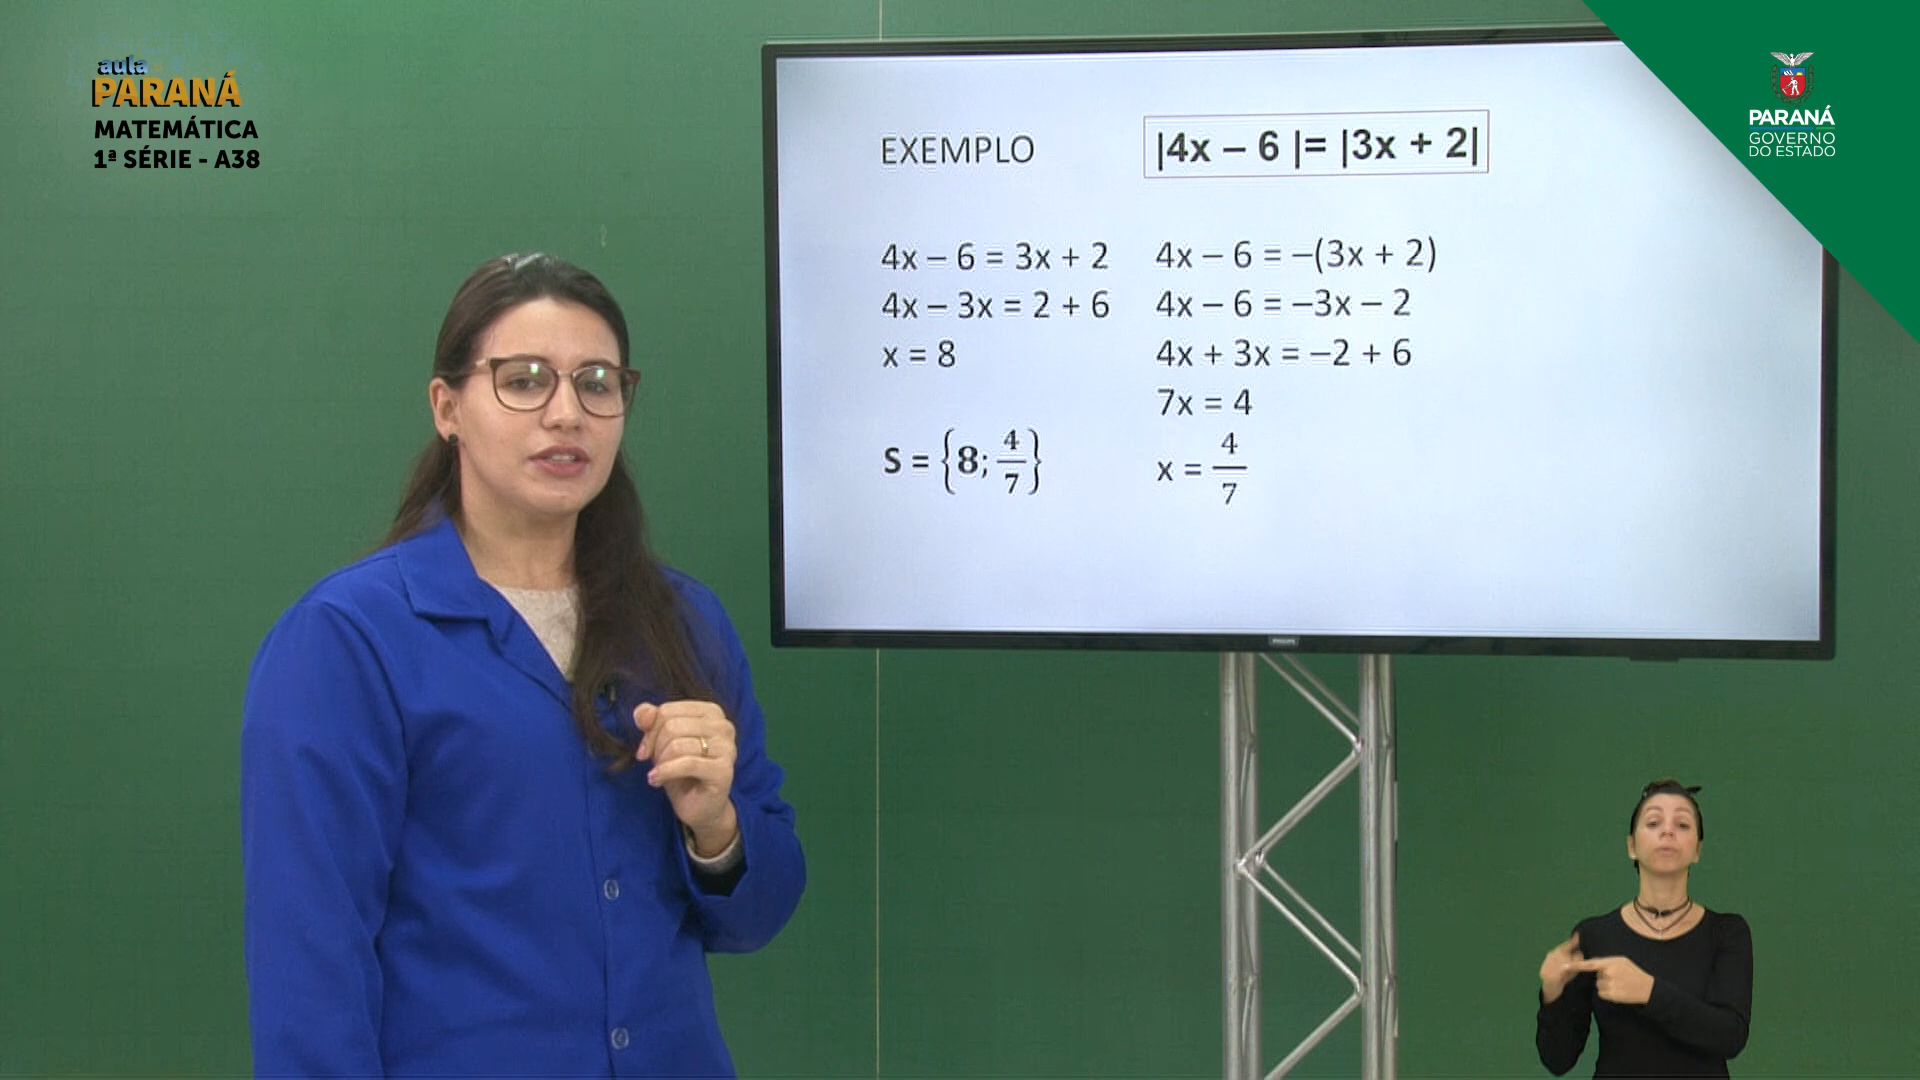 aula
PARANÁ
MATEMÁTICA
1ª SÉRIE - A38
EXEMPLO
|4x – 6 |= |3x + 2|
4x – 6 = 3x + 2
4x – 3x = 2 + 6
x = 8
S = {8; 4/7}
4x – 6 = –(3x + 2)
4x – 6 = –3x – 2
4x + 3x = –2 + 6
7x = 4
x = 4/7
PARANÁ
GOVERNO
DO ESTADO
PHILIPS